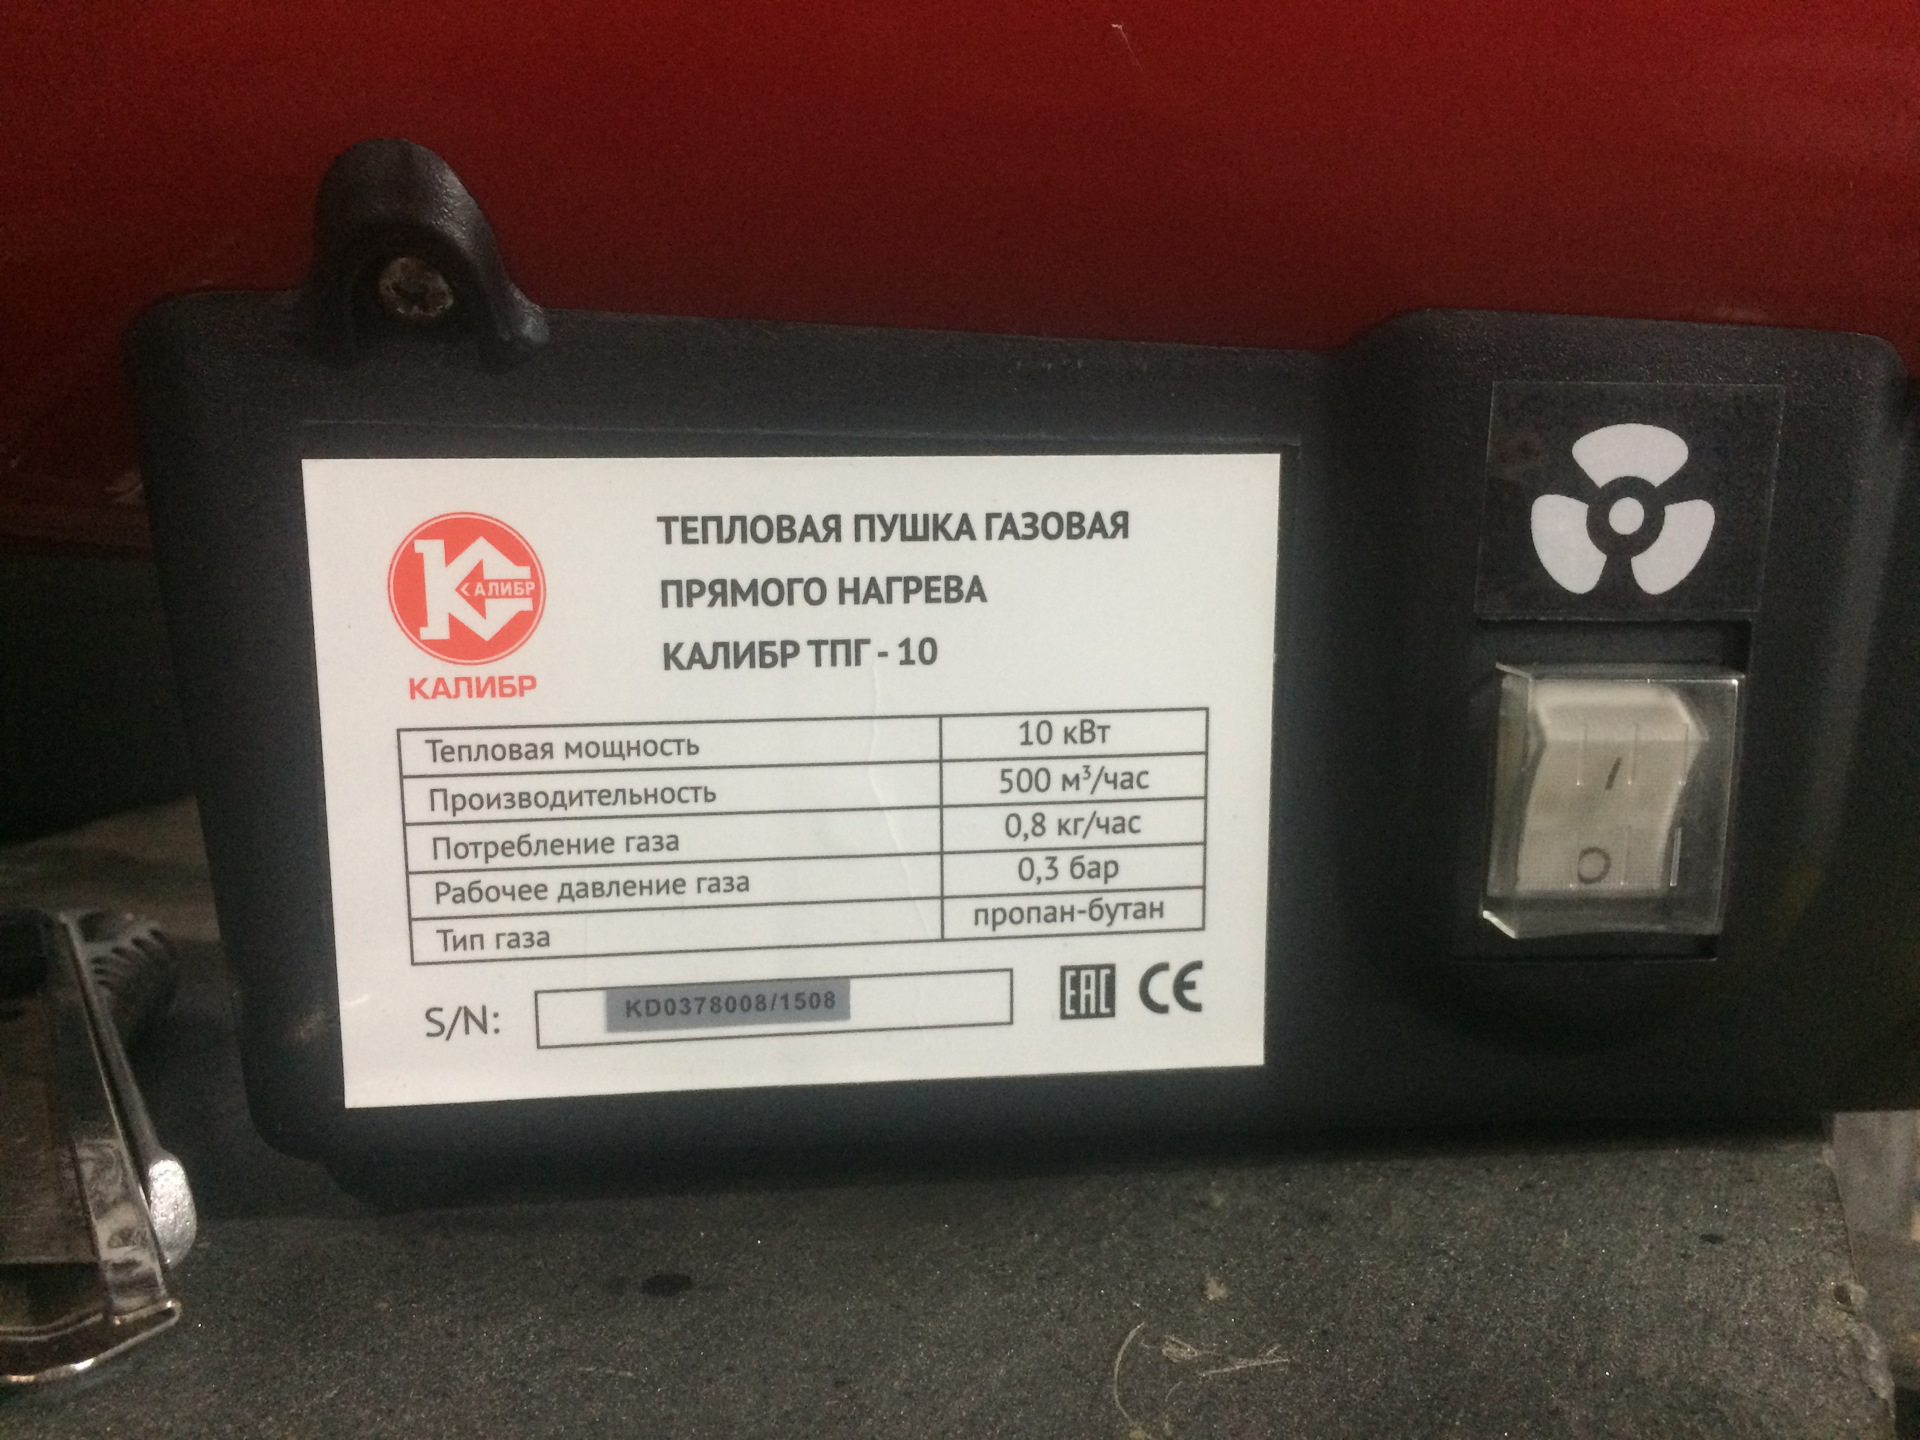 КАЛИБР
КАЛИБР
ТЕПЛОВАЯ ПУШКА ГАЗОВАЯ
ПРЯМОГО НАГРЕВА
КАЛИБР ТПГ - 10
Тепловая мощность 10 кВт
Производительность 500 м³/час
Потребление газа 0,8 кг/час
Рабочее давление газа 0,3 бар
Тип газа пропан-бутан
S/N: KD0378008/1508 EAC CE
I
O